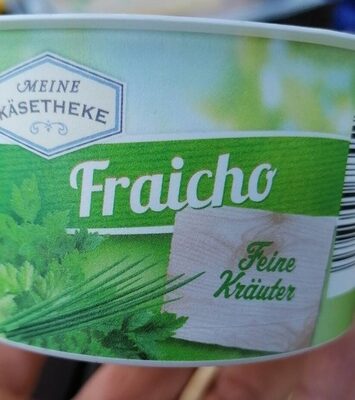 MEINE
KÄSETHEKE
Fraicho
Feine
Kräuter